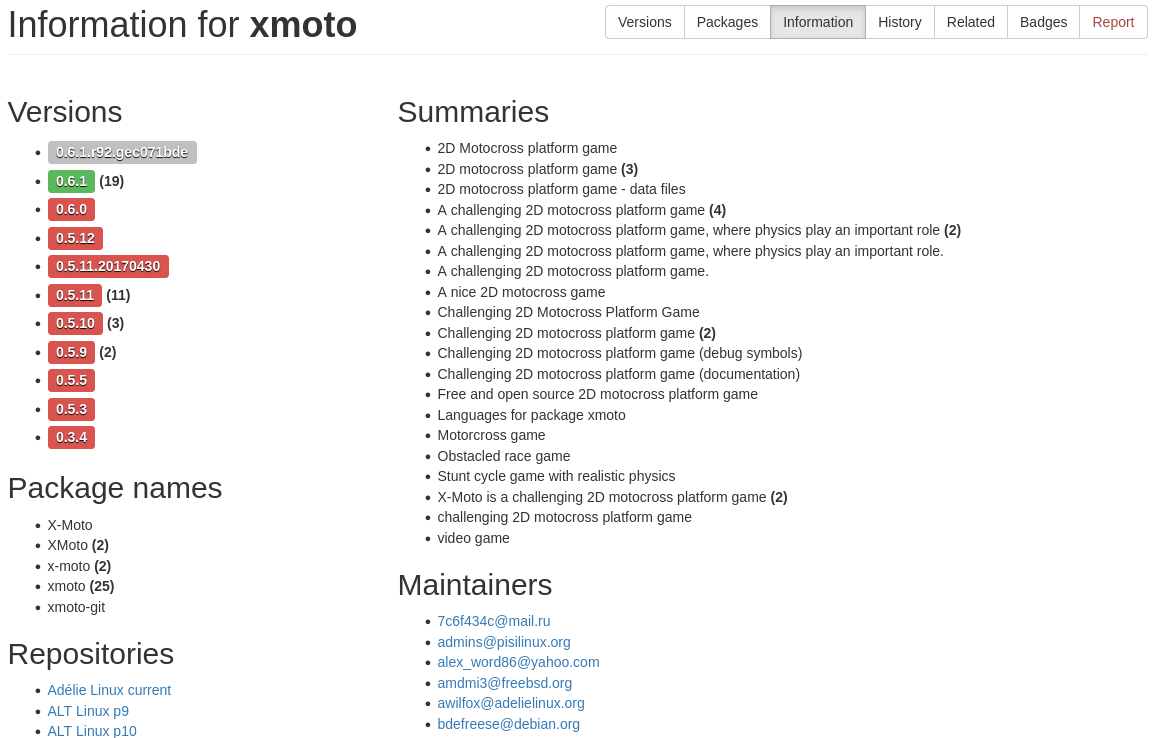 Information for xmoto
Versions Packages Information History Related Badges Report
Versions
0.6.1.r92.gec071bde
0.6.1 (19)
0.6.0
0.5.12
0.5.11.20170430
0.5.11 (11)
0.5.10 (3)
0.5.9 (2)
0.5.5
0.5.3
0.3.4
Package names
X-Moto
XMoto (2)
x-moto (2)
xmoto (25)
xmoto-git
Repositories
Adélie Linux current
ALT Linux p9
ALT Linux p10
Summaries
2D Motocross platform game
2D motocross platform game (3)
2D motocross platform game - data files
A challenging 2D motocross platform game (4)
A challenging 2D motocross platform game, where physics play an important role (2)
A challenging 2D motocross platform game, where physics play an important role.
A challenging 2D motocross platform game.
A nice 2D motocross game
Challenging 2D Motocross Platform Game
Challenging 2D motocross platform game (2)
Challenging 2D motocross platform game (debug symbols)
Challenging 2D motocross platform game (documentation)
Free and open source 2D motocross platform game
Languages for package xmoto
Motorcross game
Obstacled race game
Stunt cycle game with realistic physics
X-Moto is a challenging 2D motocross platform game (2)
challenging 2D motocross platform game
video game
Maintainers
7c6f434c@mail.ru
admins@pisilinux.org
alex_word86@yahoo.com
amdmi3@freebsd.org
awilfox@adelielinux.org
bdefreese@debian.org